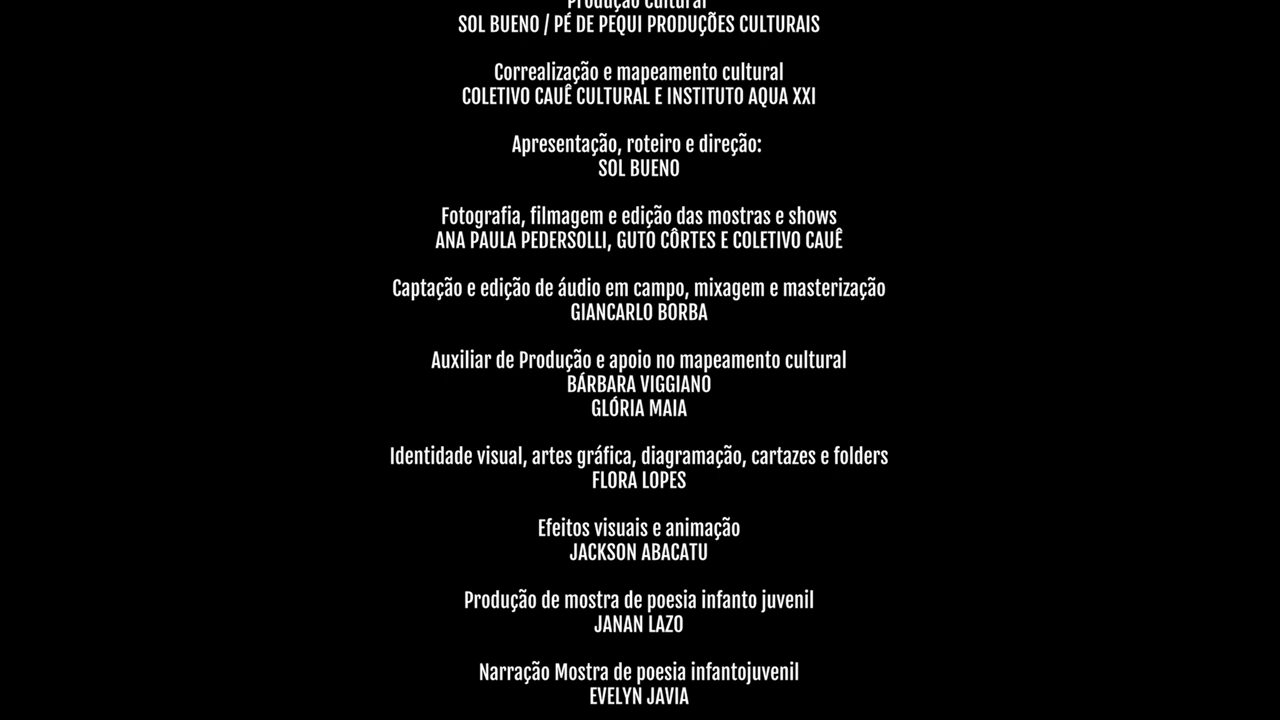 Produção Cultural
SOL BUENO / PÉ DE PEQUI PRODUÇÕES CULTURAIS
Correalização e mapeamento cultural
COLETIVO CAUÊ CULTURAL E INSTITUTO AQUA XXI
Apresentação, roteiro e direção:
SOL BUENO
Fotografia, filmagem e edição das mostras e shows
ANA PAULA PEDERSOLLI, GUTO CÔRTES E COLETIVO CAUÊ
Captação e edição de áudio em campo, mixagem e masterização
GIANCARLO BORBA
Auxiliar de Produção e apoio no mapeamento cultural
BÁRBARA VIGGIANO
GLÓRIA MAIA
Identidade visual, artes gráfica, diagramação, cartazes e folders
FLORA LOPES
Efeitos visuais e animação
JACKSON ABACATU
Produção de mostra de poesia infanto juvenil
JANAN LAZO
Narração Mostra de poesia infantojuvenil
EVELYN JAVIA